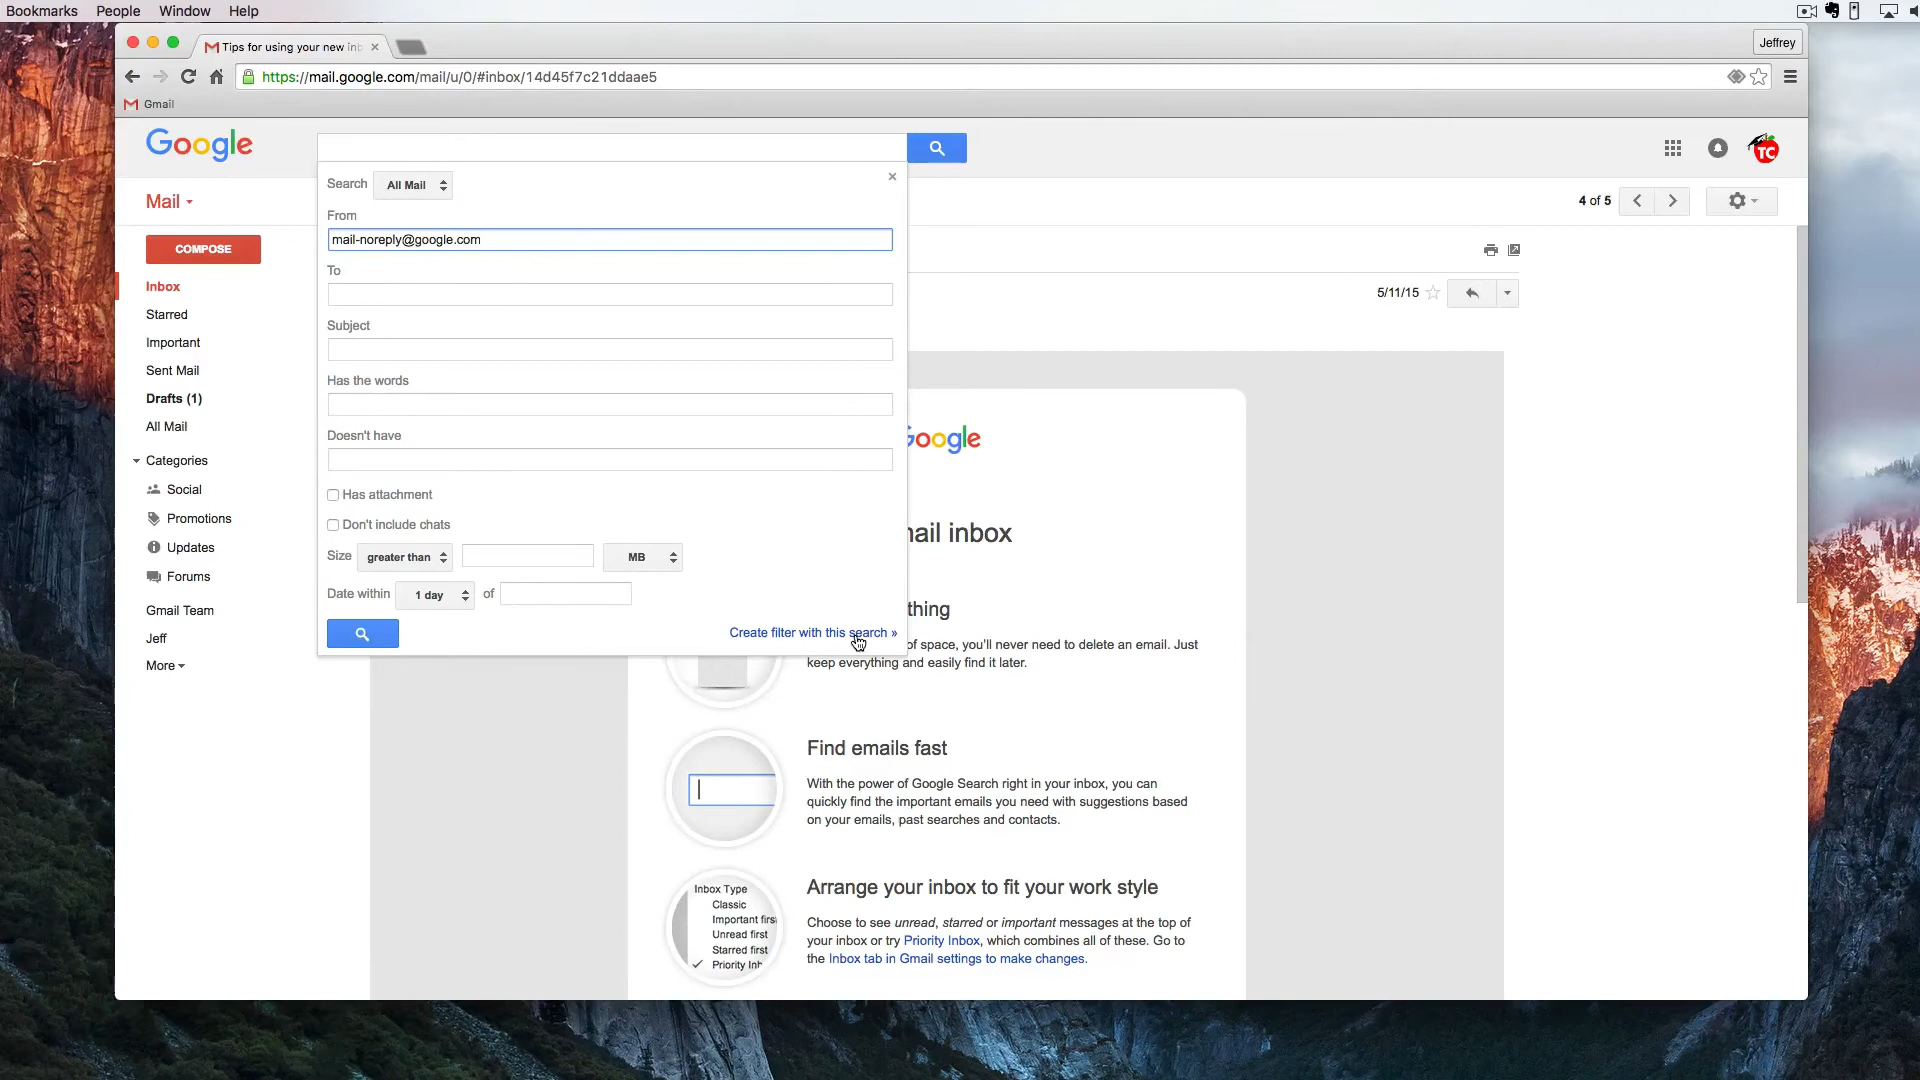 Bookmarks People Window Help
Tips for using your new inb
Jeffrey
https://mail.google.com/mail/u/0/#inbox/14d45f7c21ddaae5
Gmail
Google
TC
Search All Mail
Mail
4 of 5
From
mail-noreply@google.com
COMPOSE
To
Inbox
5/11/15
Starred
Subject
Important
Sent Mail
Has the words
Drafts (1)
All Mail
Doesn't have
Google
Categories
Social
Has attachment
Promotions
Don't include chats
nail inbox
Updates
Size greater than MB
Forums
Date within 1 day of
Gmail Team
thing
Jeff
Create filter with this search »
of space, you'll never need to delete an email. Just
keep everything and easily find it later.
More
Find emails fast
With the power of Google Search right in your inbox, you can
quickly find the important emails you need with suggestions based
on your emails, past searches and contacts.
Arrange your inbox to fit your work style
Inbox Type
Classic
Important firs
Unread first
Starred first
Priority Inb
Choose to see unread, starred or important messages at the top of
your inbox or try Priority Inbox, which combines all of these. Go to
the Inbox tab in Gmail settings to make changes.